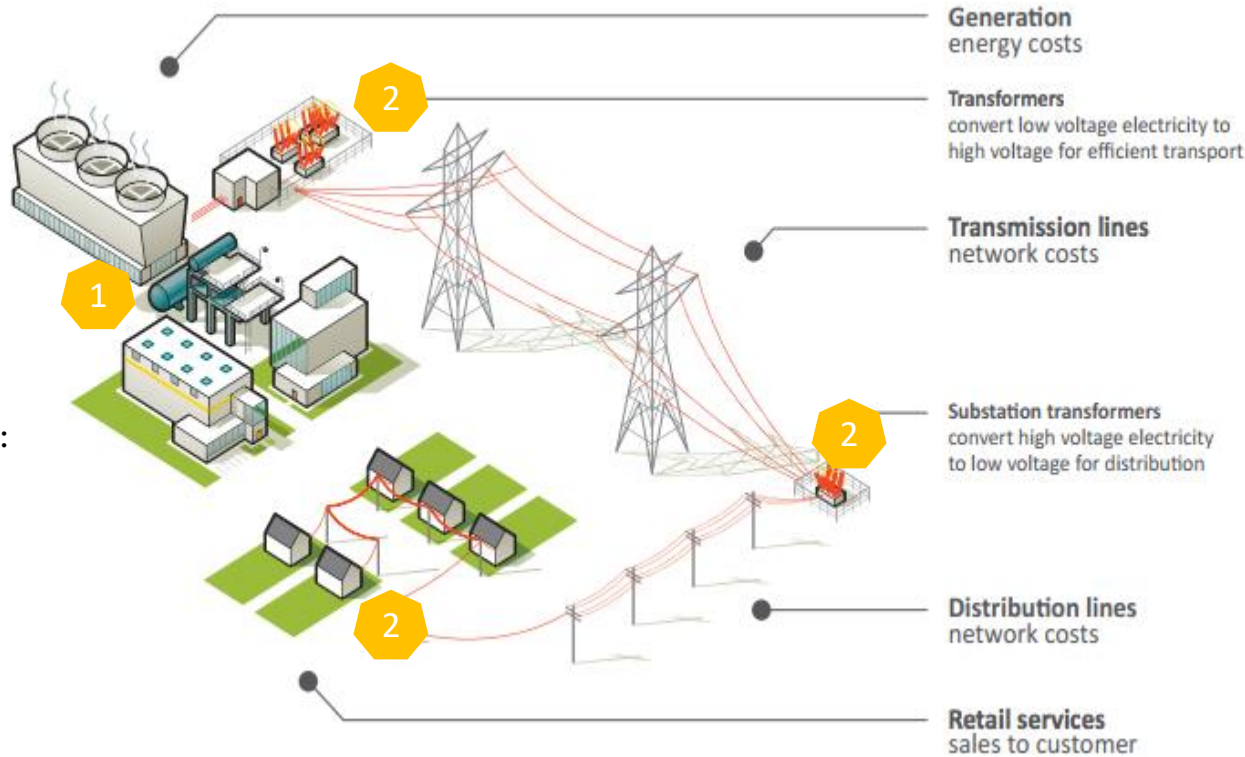 Generation
energy costs
2
Transformers
convert low voltage electricity to
high voltage for efficient transport
Transmission lines
network costs
1
2
Substation transformers
convert high voltage electricity
to low voltage for distribution
:
2
Distribution lines
network costs
Retail services
sales to customer